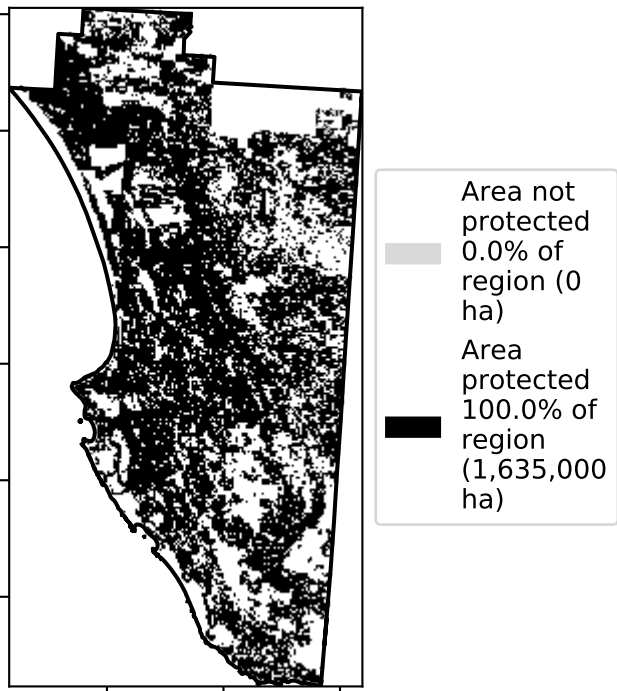 Area not
protected
0.0% of
region (0
ha)
Area
protected
100.0% of
region
(1,635,000
ha)